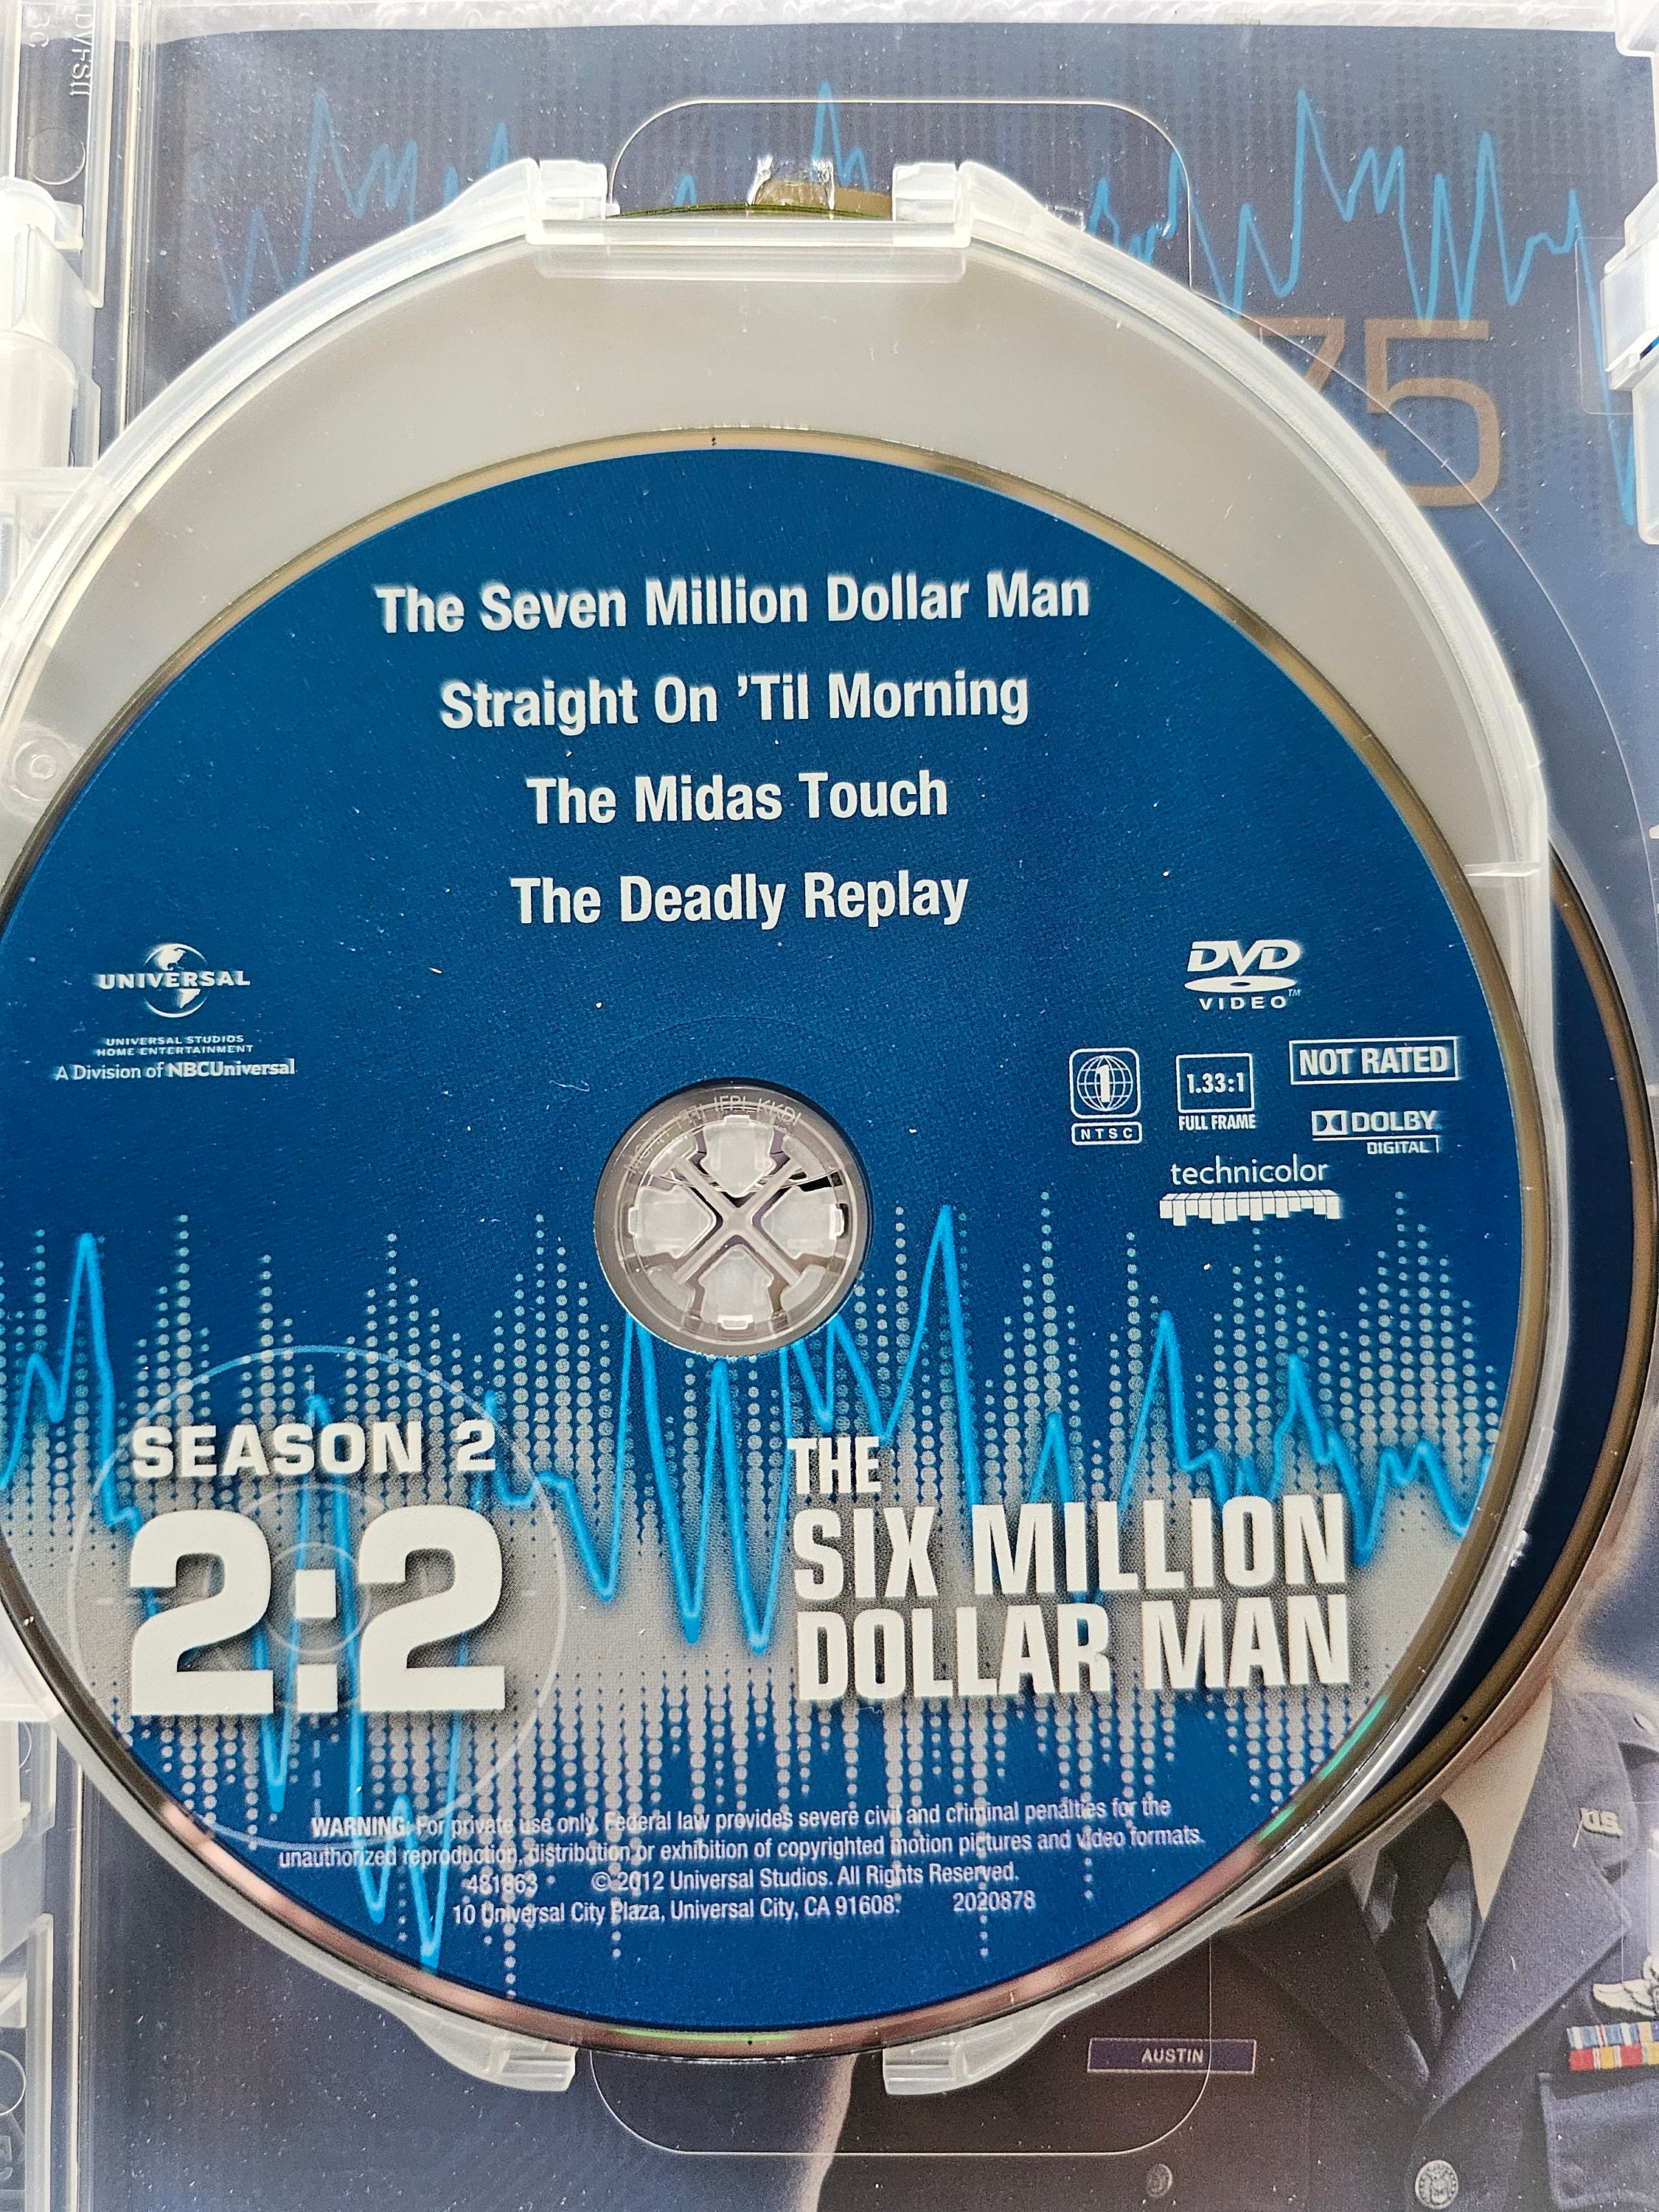 75
The Seven Million Dollar Man
Straight On 'Til Morning
The Midas Touch
The Deadly Replay
UNIVERSAL
UNIVERSAL STUDIOS
HOME ENTERTAINMENT
A Division of NBCUniversal
DVD
VIDEO™
1
NTSC
1.33:1
FULL FRAME
NOT RATED
DOLBY
DIGITAL
technicolor
IFPI
SEASON 2
2:2
THE
SIX MILLION
DOLLAR MAN
WARNING: For private use only. Federal law provides severe civil and criminal penalties for the
unauthorized reproduction, distribution or exhibition of copyrighted motion pictures and video formats.
481863 • © 2012 Universal Studios. All Rights Reserved.
10 Universal City Plaza, Universal City, CA 91608. 2020878
U.S.
AUSTIN